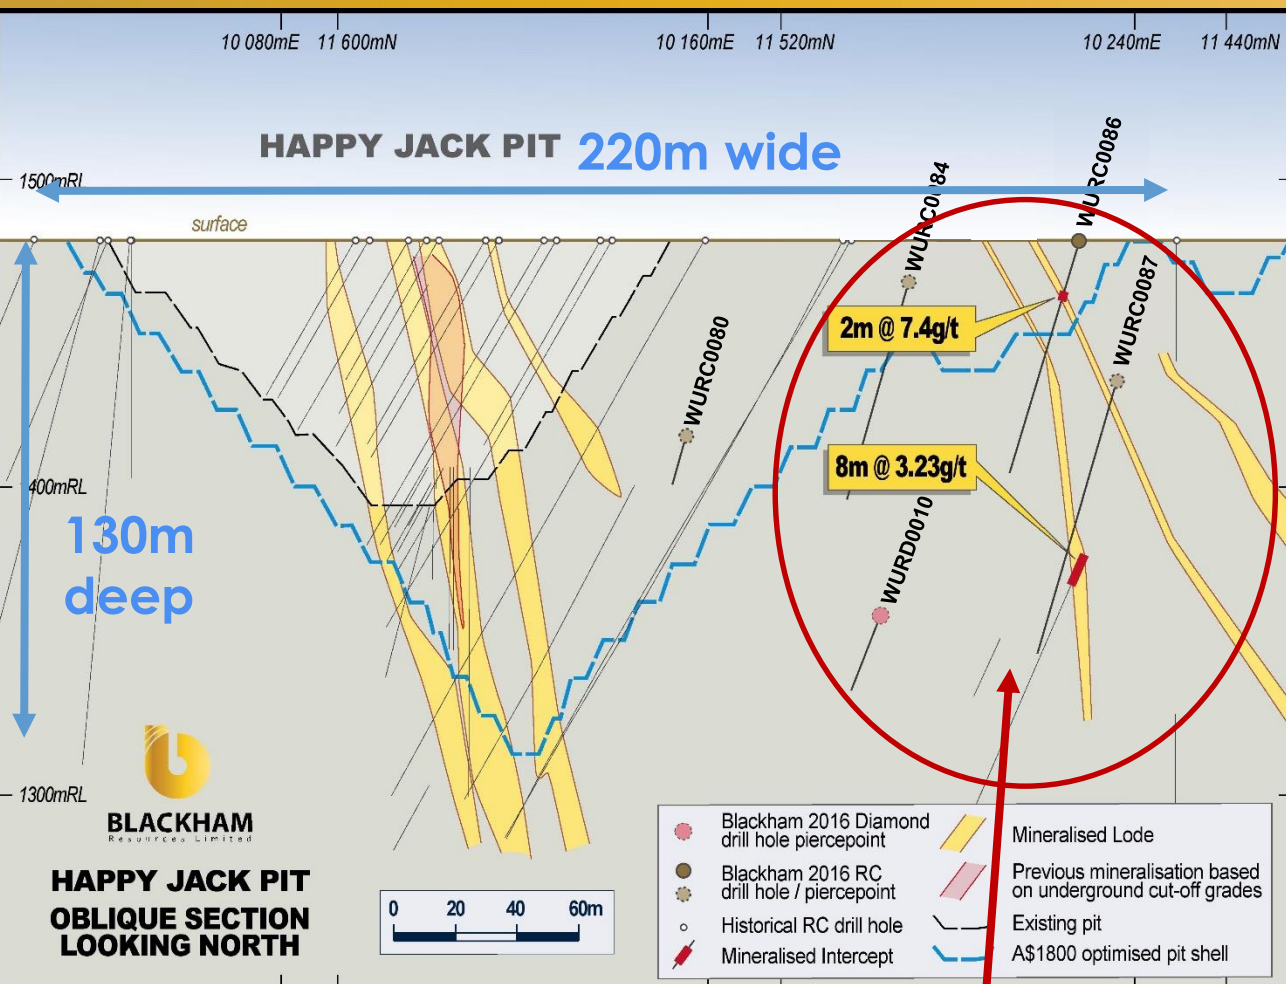 10 080mE 11 600mN 10 160mE 11 520mN 10 240mE 11 440mN
HAPPY JACK PIT 220m wide
1500mRL
surface
WURC0084
WURC0086
WURC0087
WURC0080
2m @ 7.4g/t
8m @ 3.23g/t
400mRL
130m
deep
WURD0010
1300mRL
BLACKHAM
Resources Limited
HAPPY JACK PIT
OBLIQUE SECTION
LOOKING NORTH
0 20 40 60m
Blackham 2016 Diamond
drill hole piercepoint
Blackham 2016 RC
drill hole / piercepoint
Historical RC drill hole
Mineralised Intercept
Mineralised Lode
Previous mineralisation based
on underground cut-off grades
Existing pit
A$1800 optimised pit shell